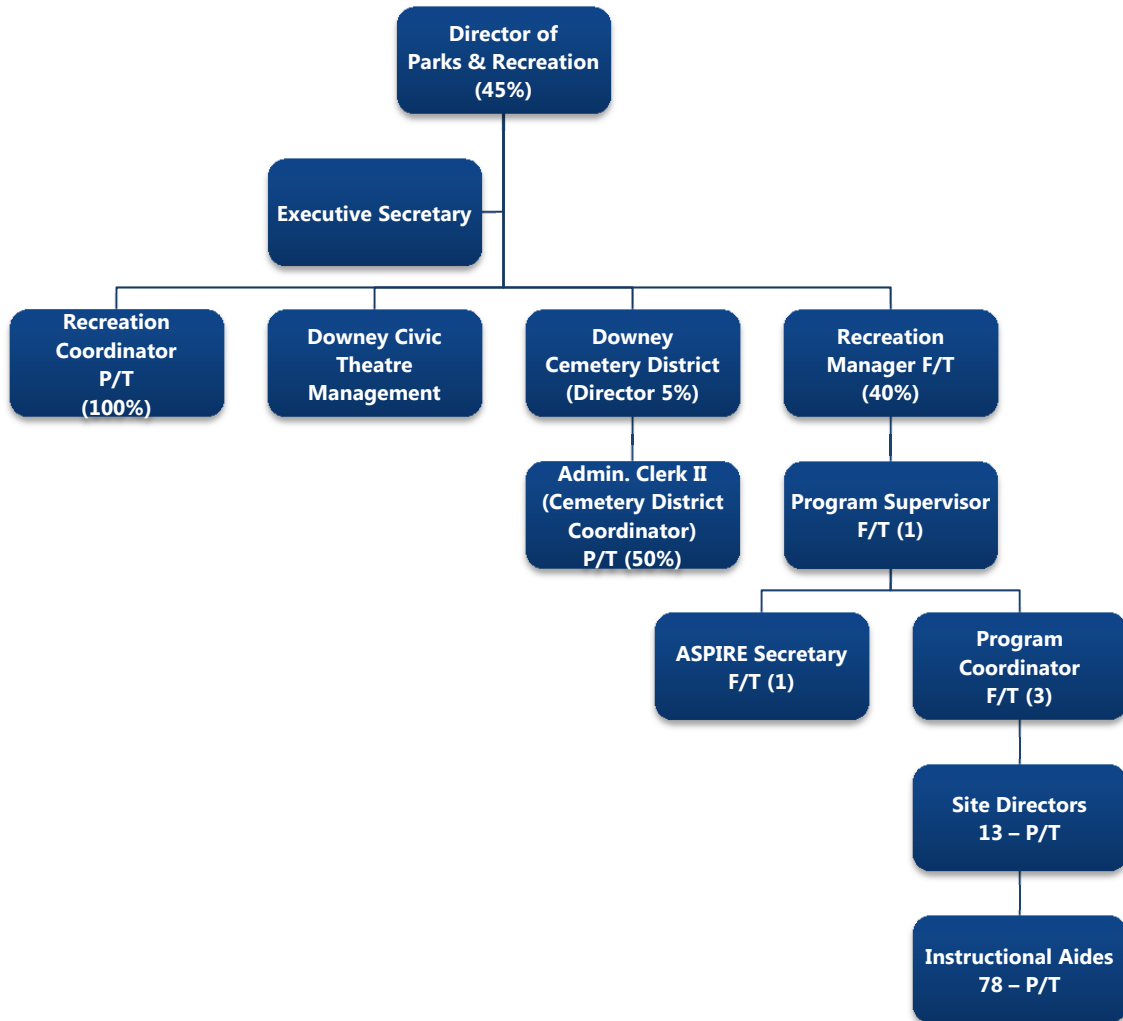 Director of
Parks & Recreation
(45%)
Executive Secretary
Recreation
Coordinator
P/T
(100%)
Downey Civic
Theatre
Management
Downey
Cemetery District
(Director 5%)
Recreation
Manager F/T
(40%)
Admin. Clerk II
(Cemetery District
Coordinator)
P/T (50%)
Program Supervisor
F/T (1)
ASPIRE Secretary
F/T (1)
Program
Coordinator
F/T (3)
Site Directors
13 – P/T
Instructional Aides
78 – P/T